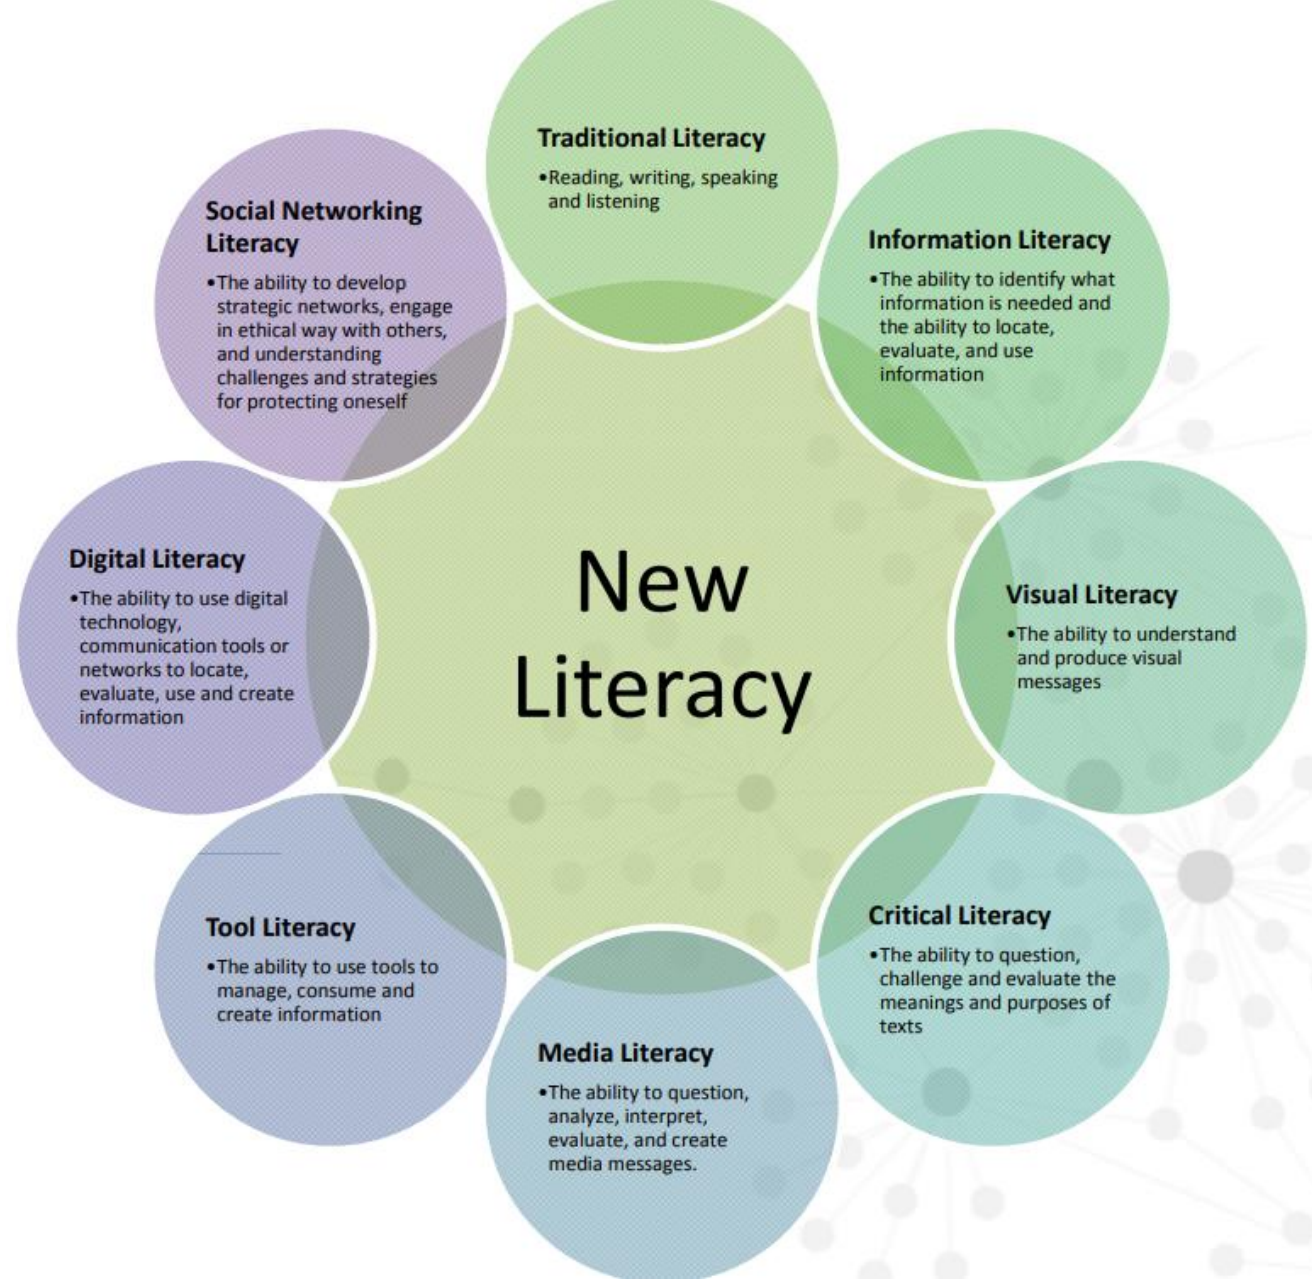 Traditional Literacy
•Reading, writing, speaking
and listening
Information Literacy
•The ability to identify what
information is needed and
the ability to locate,
evaluate, and use
information
Visual Literacy
•The ability to understand
and produce visual
messages
Critical Literacy
•The ability to question,
challenge and evaluate the
meanings and purposes of
texts
Media Literacy
•The ability to question,
analyze, interpret,
evaluate, and create
media messages.
Tool Literacy
•The ability to use tools to
manage, consume and
create information
Digital Literacy
•The ability to use digital
technology,
communication tools or
networks to locate,
evaluate, use and create
information
Social Networking
Literacy
•The ability to develop
strategic networks, engage
in ethical way with others,
and understanding
challenges and strategies
for protecting oneself
New
Literacy